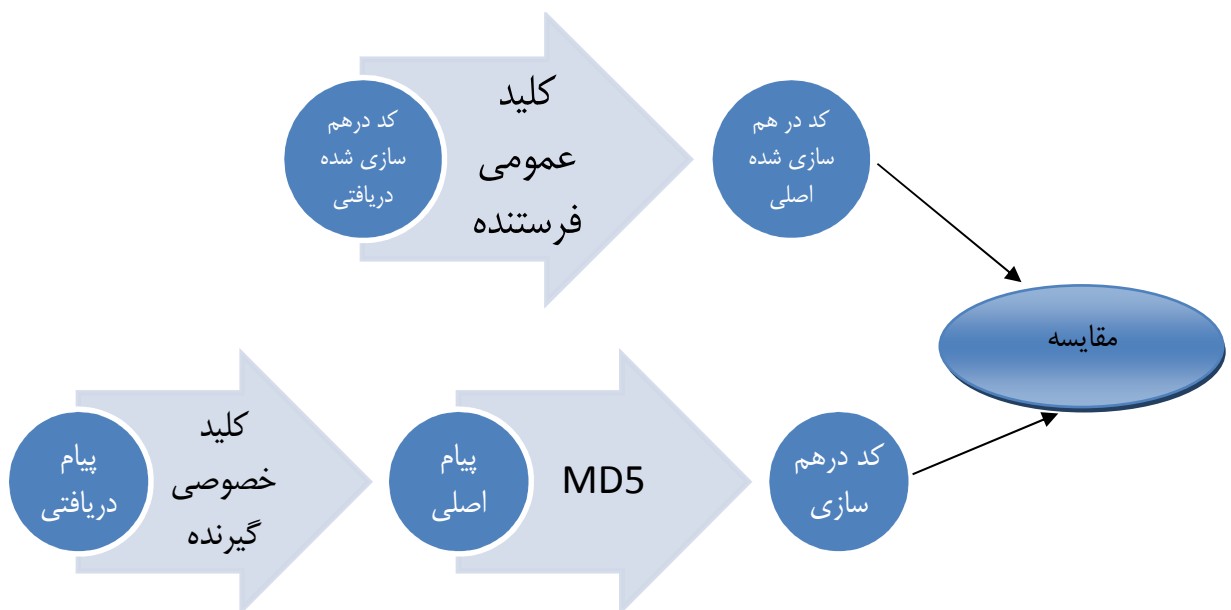 کد درهم
سازی شده
دریافتی
کلید
عمومی
فرستنده
کد در هم
سازی شده
اصلی
مقایسه
پیام
دریافتی
کلید
خصوصی
گیرنده
پیام
اصلی
MD5
کد درهم
سازی